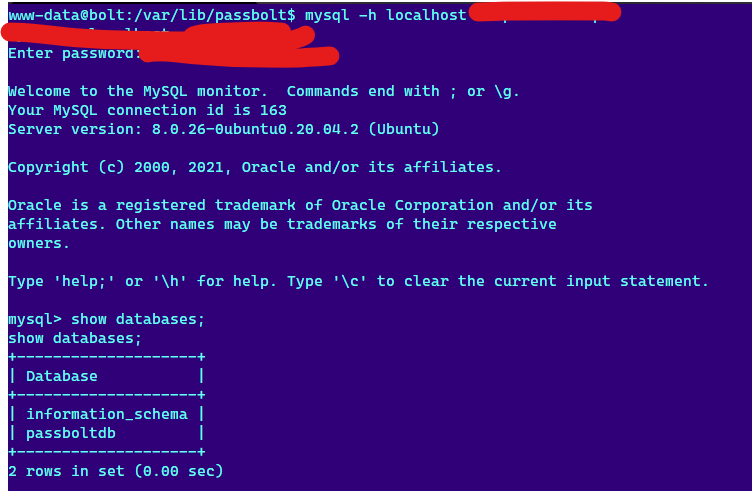 www-data@bolt:/var/lib/passbolt$ mysql -h localhost
Enter password:
Welcome to the MySQL monitor.  Commands end with ; or \g.
Your MySQL connection id is 163
Server version: 8.0.26-0ubuntu0.20.04.2 (Ubuntu)
Copyright (c) 2000, 2021, Oracle and/or its affiliates.
Oracle is a registered trademark of Oracle Corporation and/or its
affiliates. Other names may be trademarks of their respective
owners.
Type 'help;' or '\h' for help. Type '\c' to clear the current input statement.
mysql> show databases;
show databases;
+--------------------+
| Database           |
+--------------------+
| information_schema |
| passboltdb         |
+--------------------+
2 rows in set (0.00 sec)